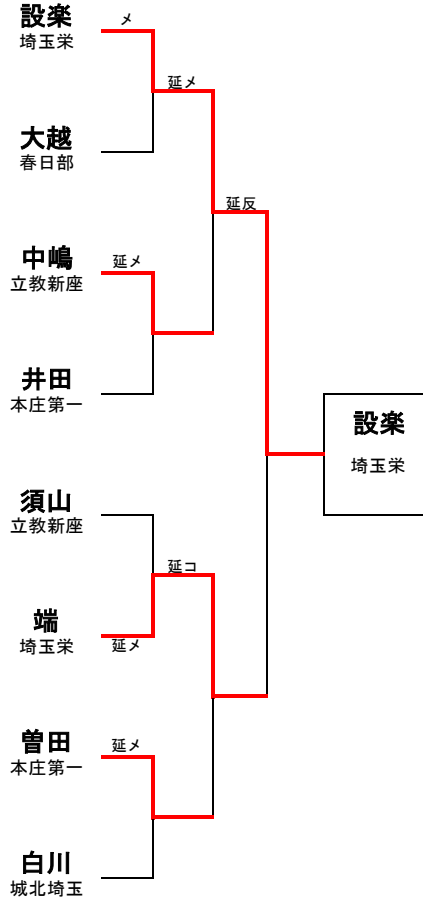 設楽
埼玉栄
メ
延メ
大越
春日部
延反
中嶋
立教新座
延メ
井田
本庄第一
設楽
埼玉栄
須山
立教新座
延コ
端
埼玉栄
延メ
曽田
本庄第一
延メ
白川
城北埼玉